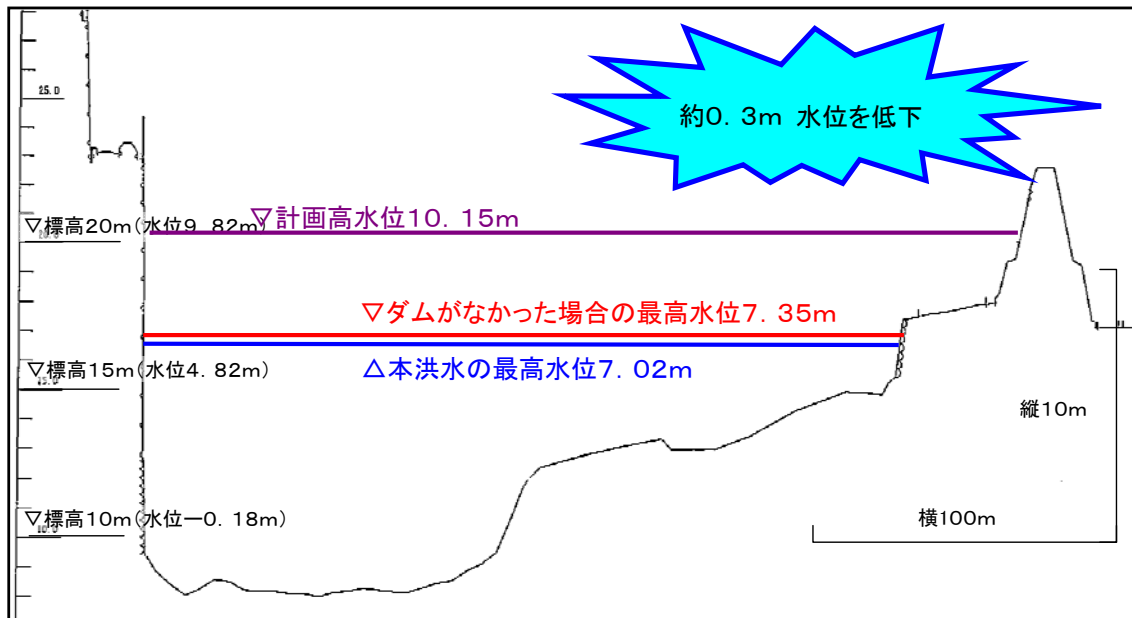 25.0
約0．3m 水位を低下
▽標高20m（水位9．82m）
▽計画高水位10．15m
▽ダムがなかった場合の最高水位7．35m
△本洪水の最高水位7．02m
▽標高15m（水位4．82m）
縦10m
▽標高10m（水位ー0．18m）
横100m